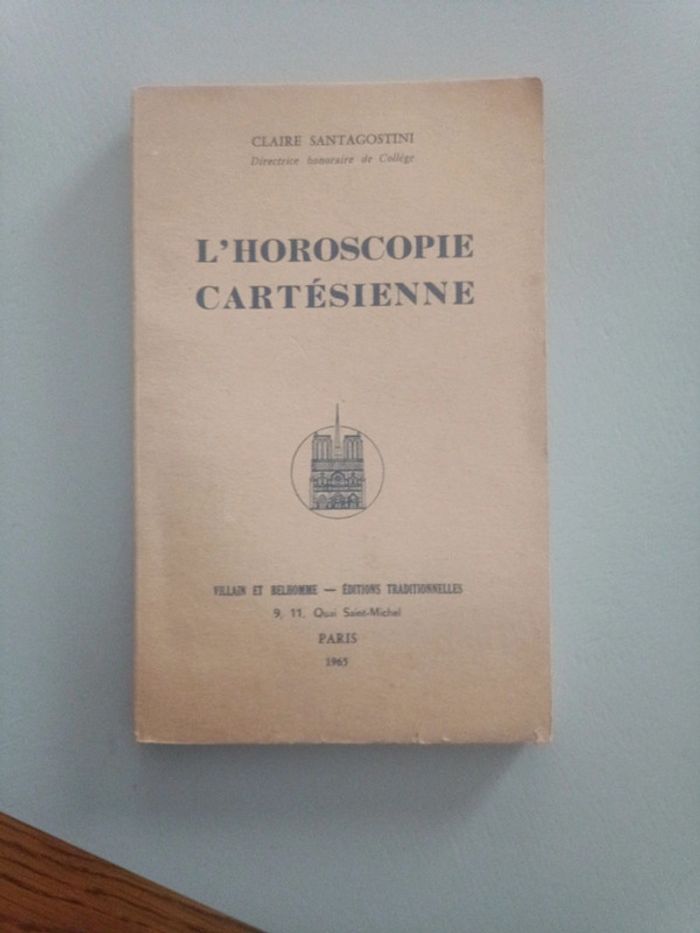 CLAIRE SANTAGOSTINI
Directrice honoraire de Collège
L'HOROSCOPIE
CARTÉSIENNE
VILLAIN ET BELHOMME — ÉDITIONS TRADITIONNELLES
9, 11, Quai Saint-Michel
PARIS
1965